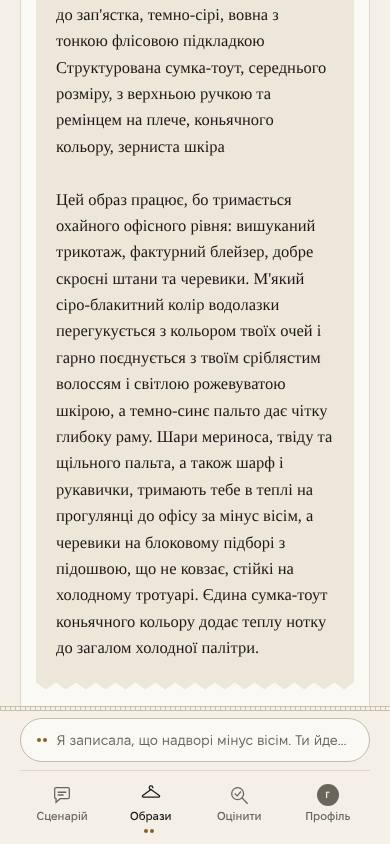 до зап'ястка, темно-сірі, вовна з
тонкою флісовою підкладкою
Структурована сумка-тоут, середнього
розміру, з верхньою ручкою та
ремінцем на плече, коньячного
кольору, зерниста шкіра
Цей образ працює, бо тримається
охайного офісного рівня: вишуканий
трикотаж, фактурний блейзер, добре
скроєні штани та черевики. М'який
сіро-блакитний колір водолазки
перегукується з кольором твоїх очей і
гарно поєднується з твоїм сріблястим
волоссям і світлою рожевуватою
шкірою, а темно-синє пальто дає чітку
глибоку раму. Шари мериноса, твіду та
щільного пальта, а також шарф і
рукавички, тримають тебе в теплі на
прогулянці до офісу за мінус вісім, а
черевики на блоковому підборі з
підошвою, що не ковзає, стійкі на
холодному тротуарі. Єдина сумка-тоут
коньячного кольору додає теплу нотку
до загалом холодної палітри.
Я записала, що надворі мінус вісім. Ти йде...
Сценарій
Образи
Оцінити
г
Профіль